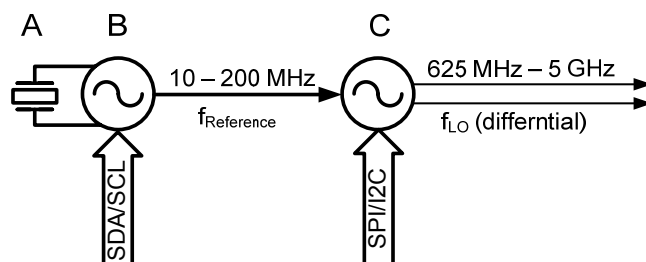 A
B
C
10 – 200 MHz
625 MHz – 5 GHz
fReference
fLO (differntial)
SDA/SCL
SPI/I2C